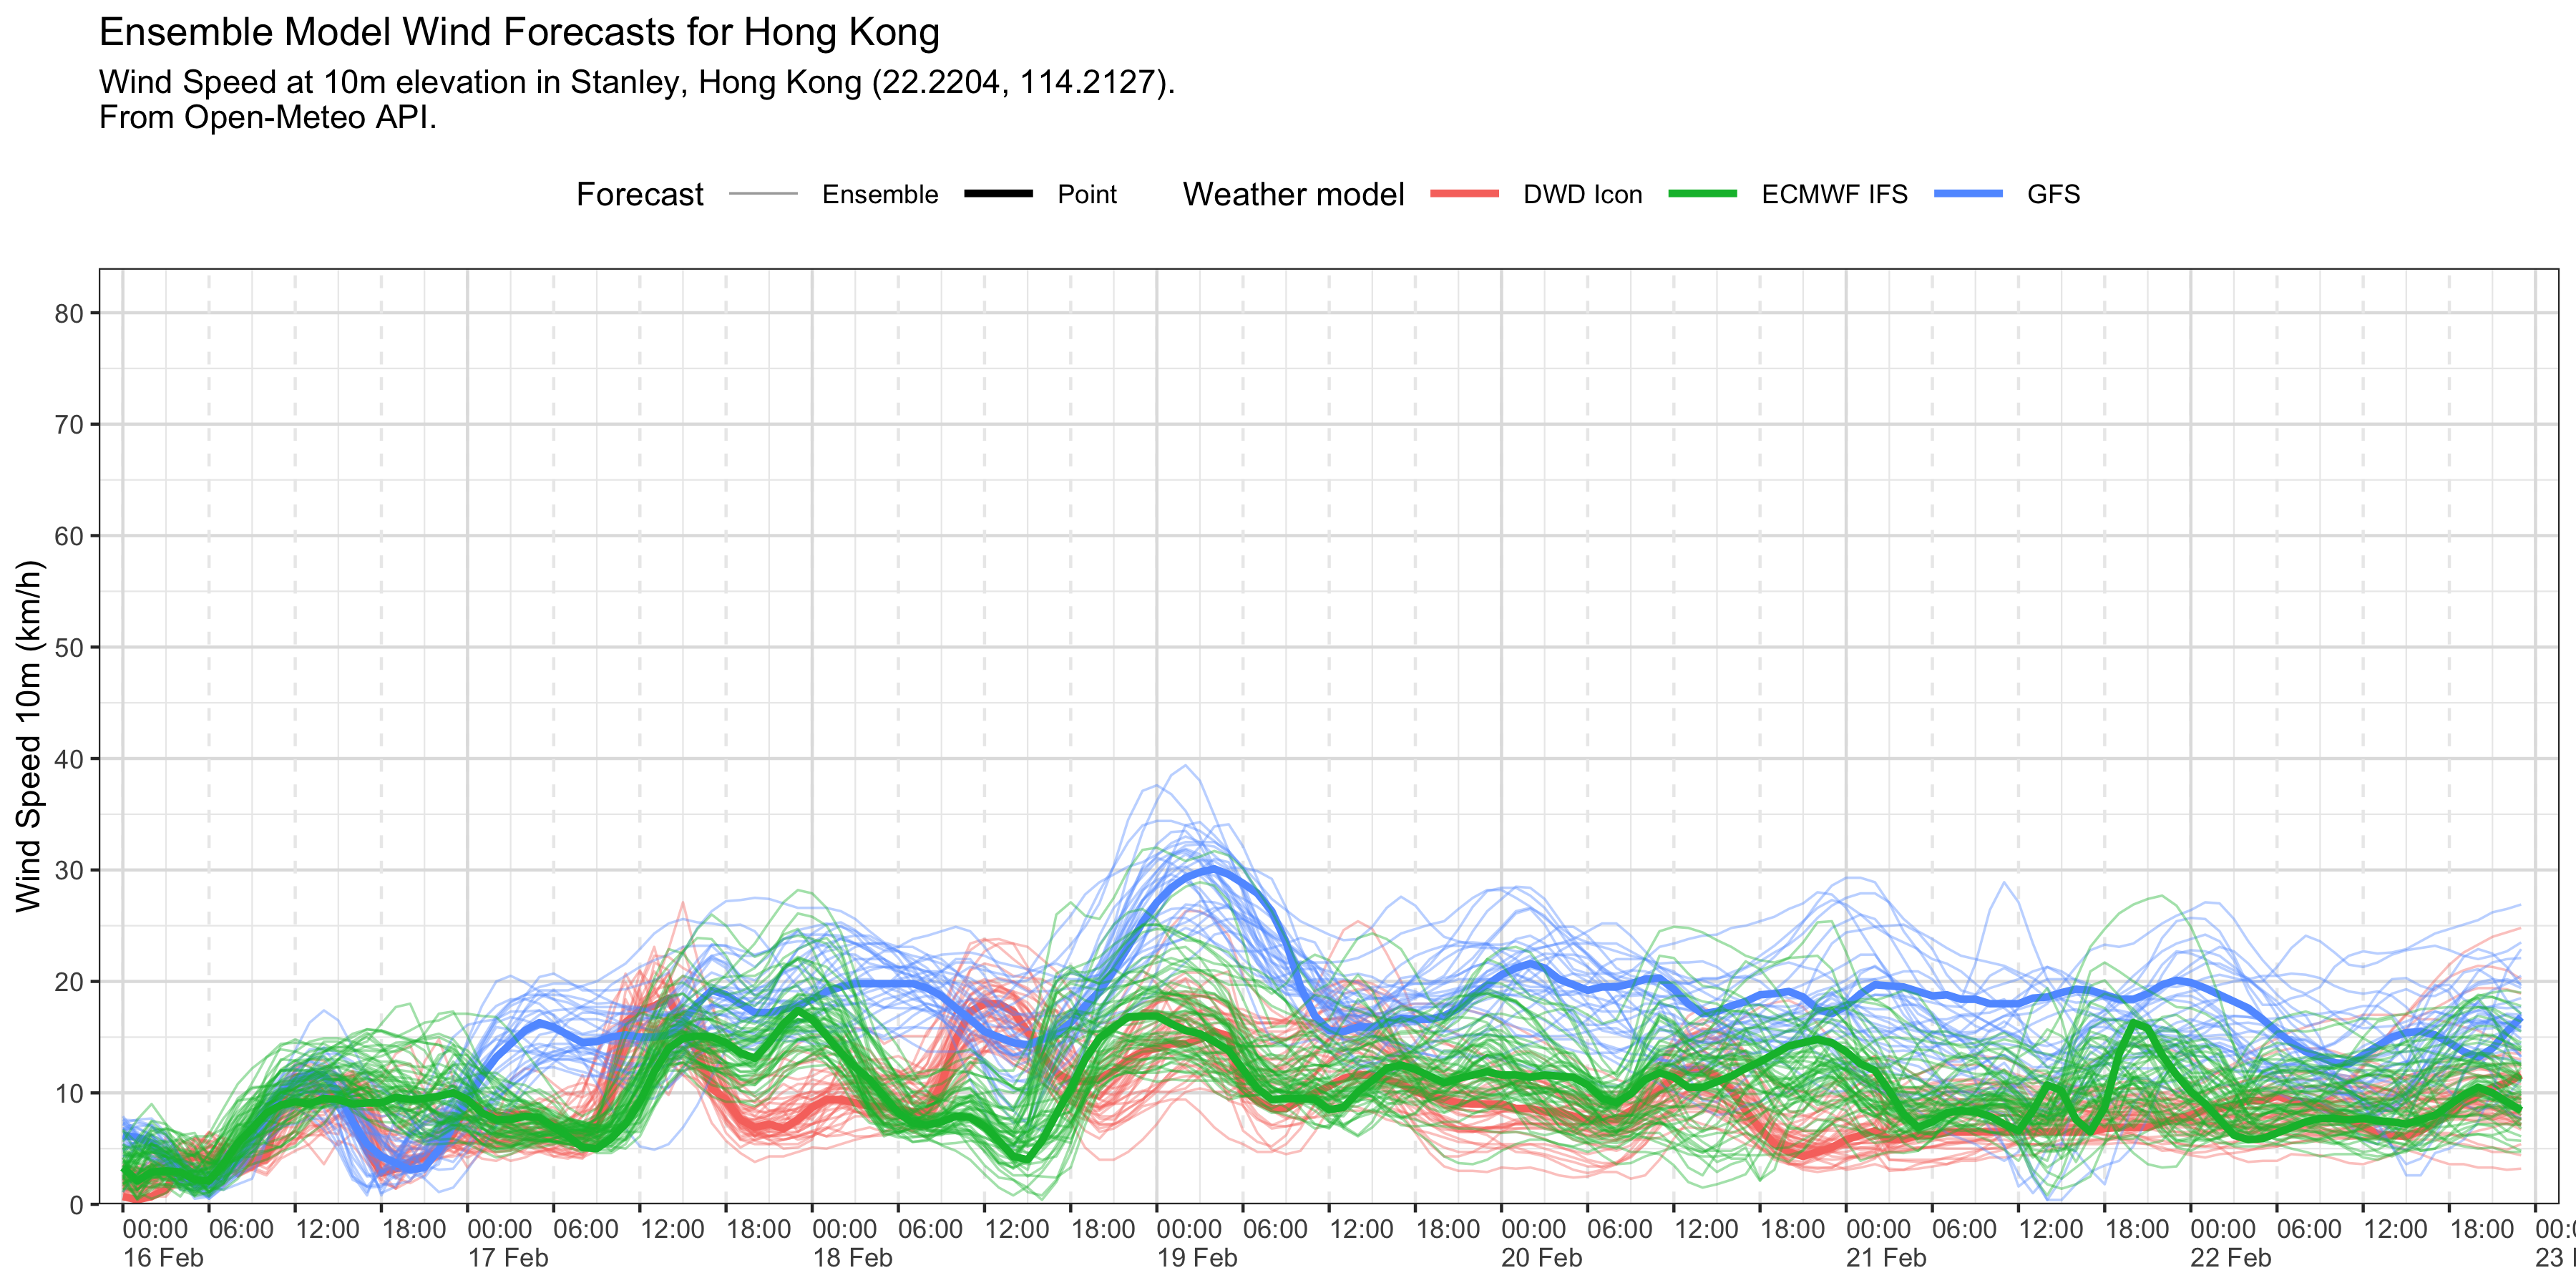 Ensemble Model Wind Forecasts for Hong Kong
Wind Speed at 10m elevation in Stanley, Hong Kong (22.2204, 114.2127).
From Open-Meteo API.
Forecast Ensemble Point Weather model DWD Icon ECMWF IFS GFS
Wind Speed 10m (km/h)
80
70
60
50
40
30
20
10
0
00:00 06:00 12:00 18:00 00:00 06:00 12:00 18:00 00:00 06:00 12:00 18:00 00:00 06:00 12:00 18:00 00:00 06:00 12:00 18:00 00:00 06:00 12:00 18:00 00:00 06:00 12:00 18:00
16 Feb 17 Feb 18 Feb 19 Feb 20 Feb 21 Feb 22 Feb 23